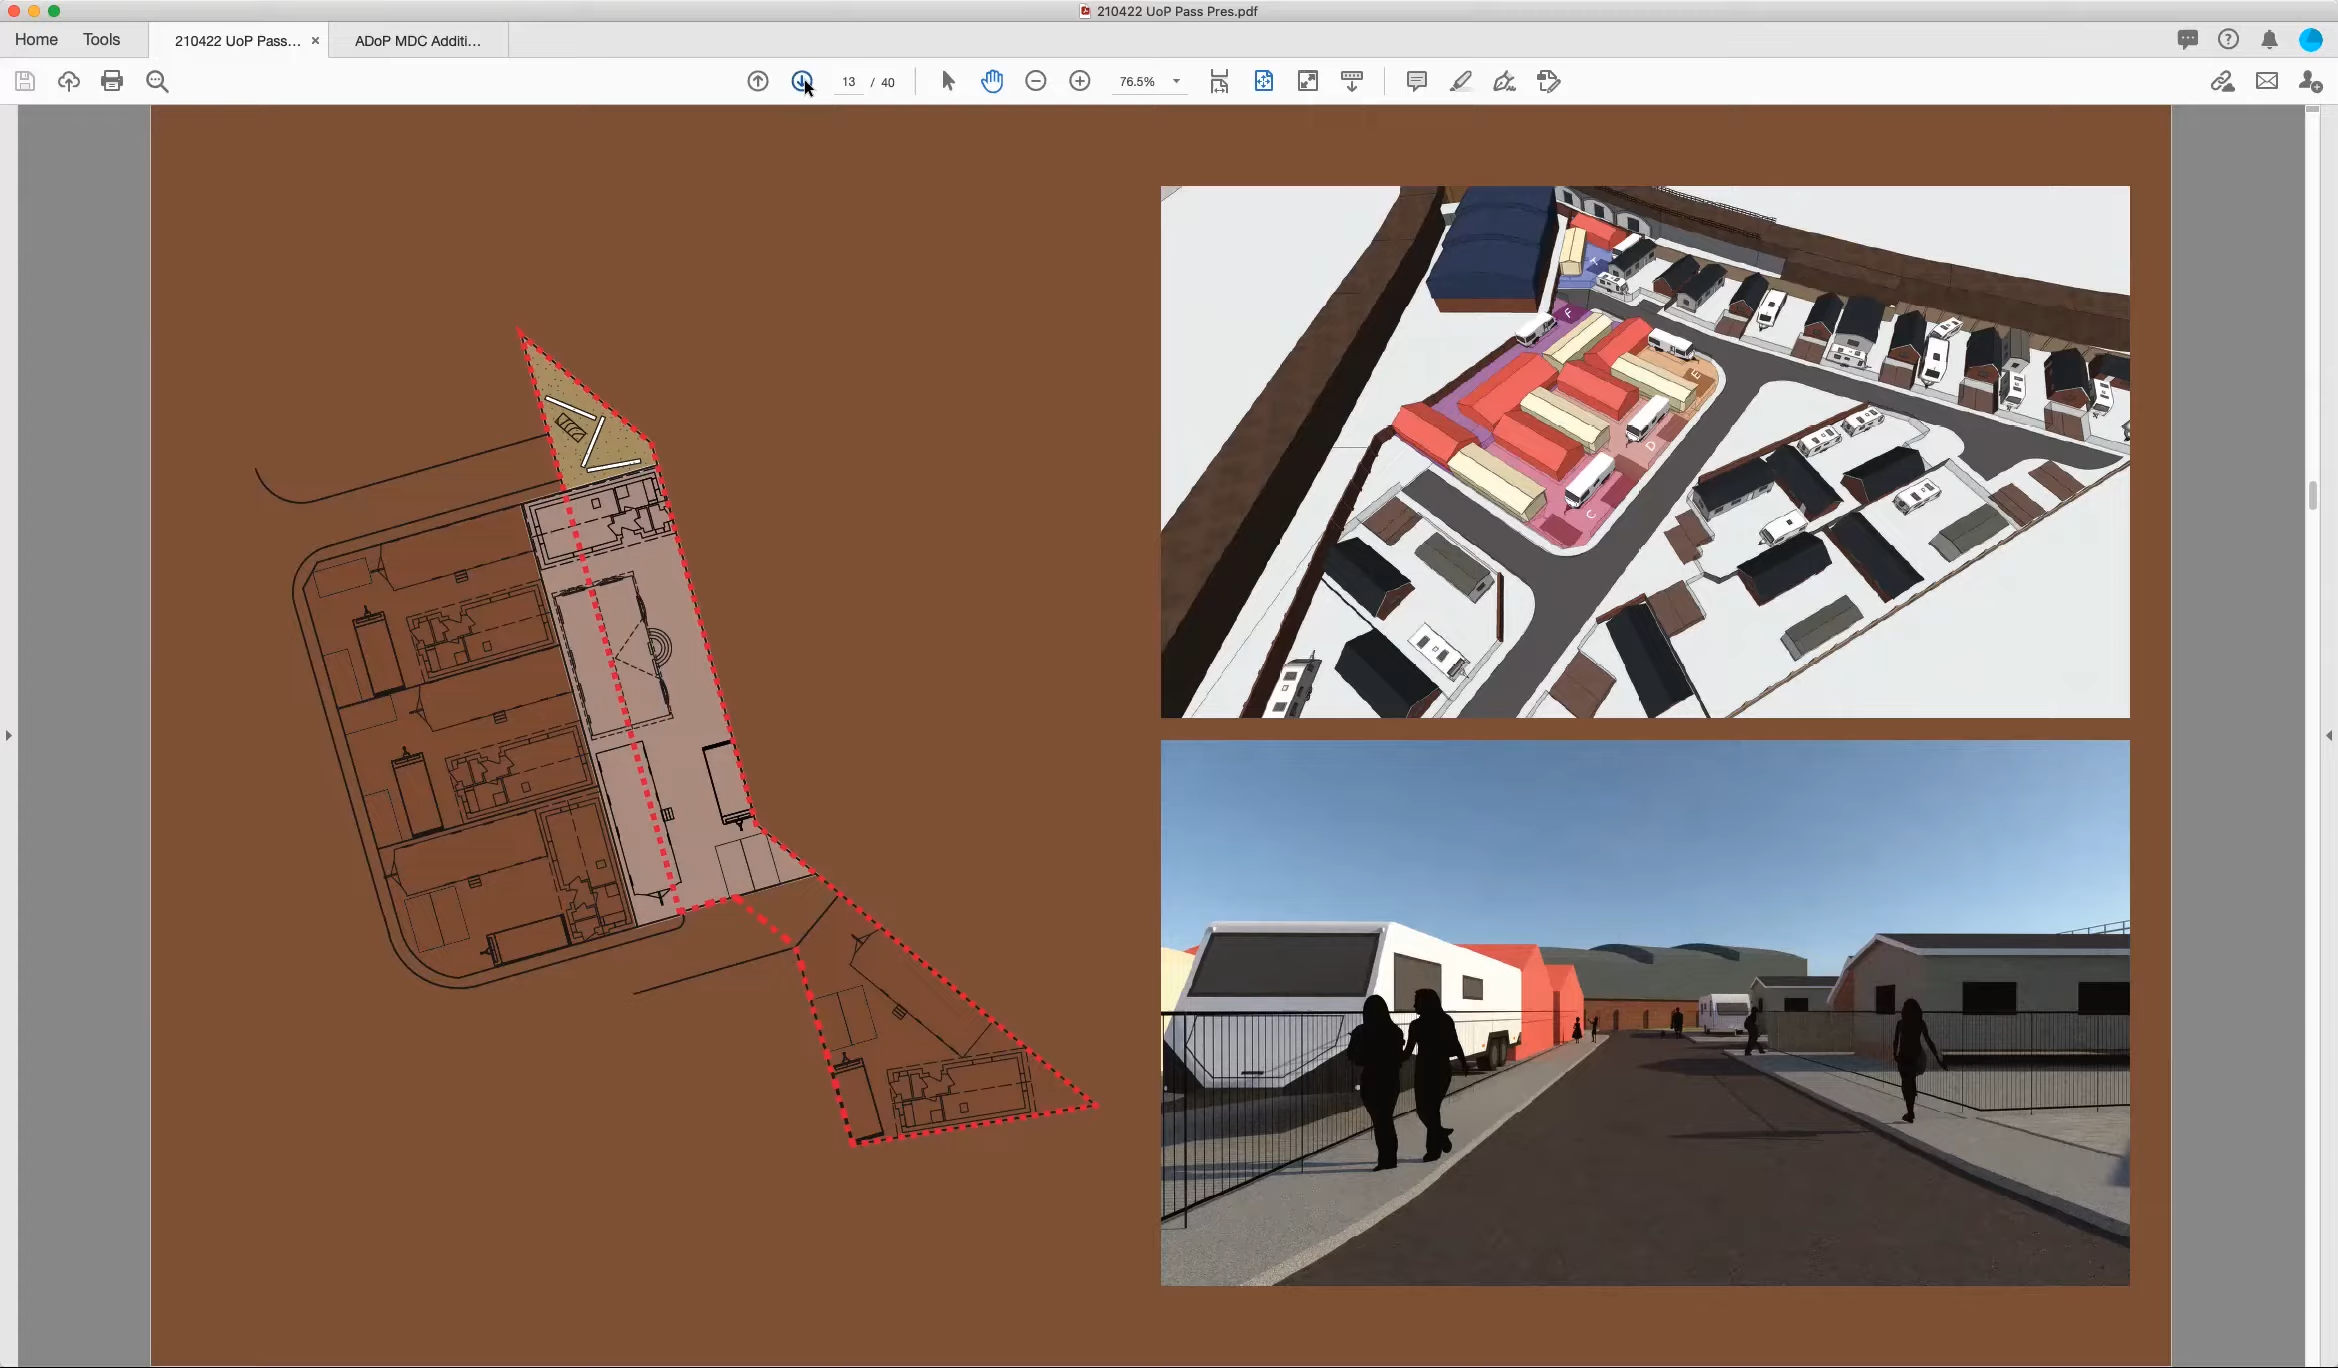 210422 UoP Pass Pres.pdf
Home
Tools
210422 UoP Pass...
ADoP MDC Additi...
13 / 40
76.5%
T
F
E
D
C